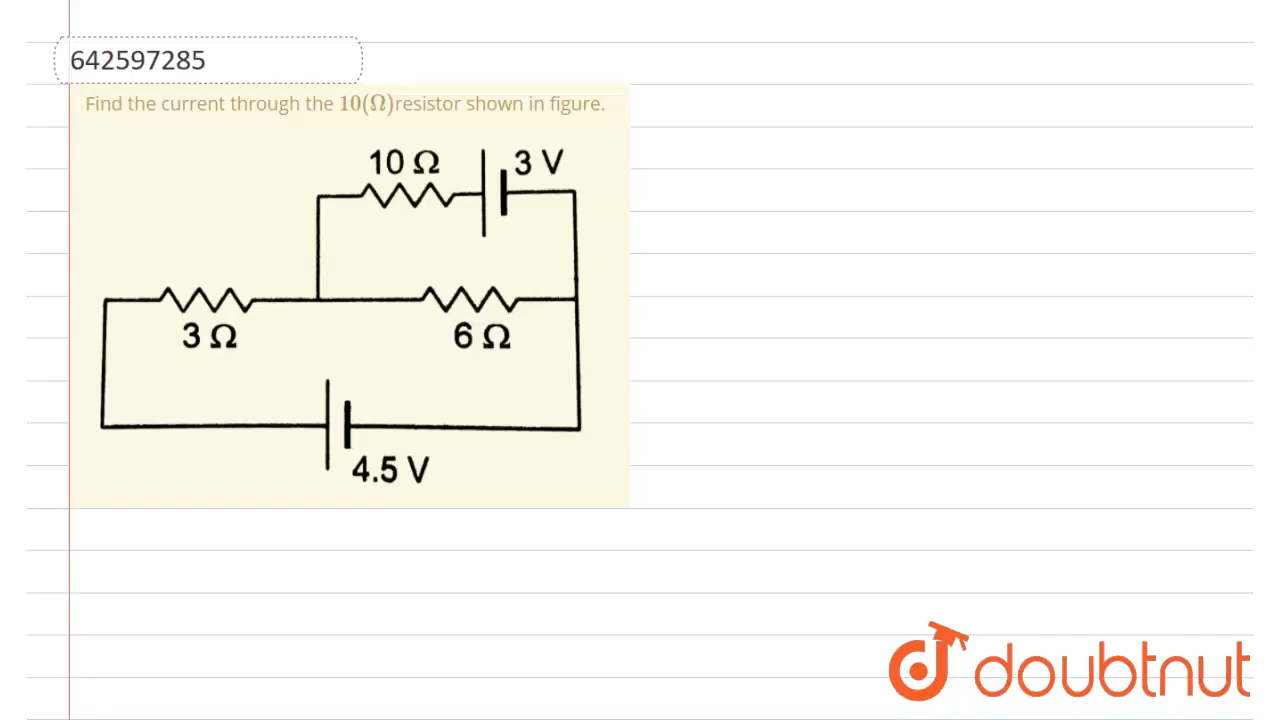 642597285
Find the current through the 10(Ω)resistor shown in figure.
10 Ω
3 V
3 Ω
6 Ω
4.5 V
doubtnut